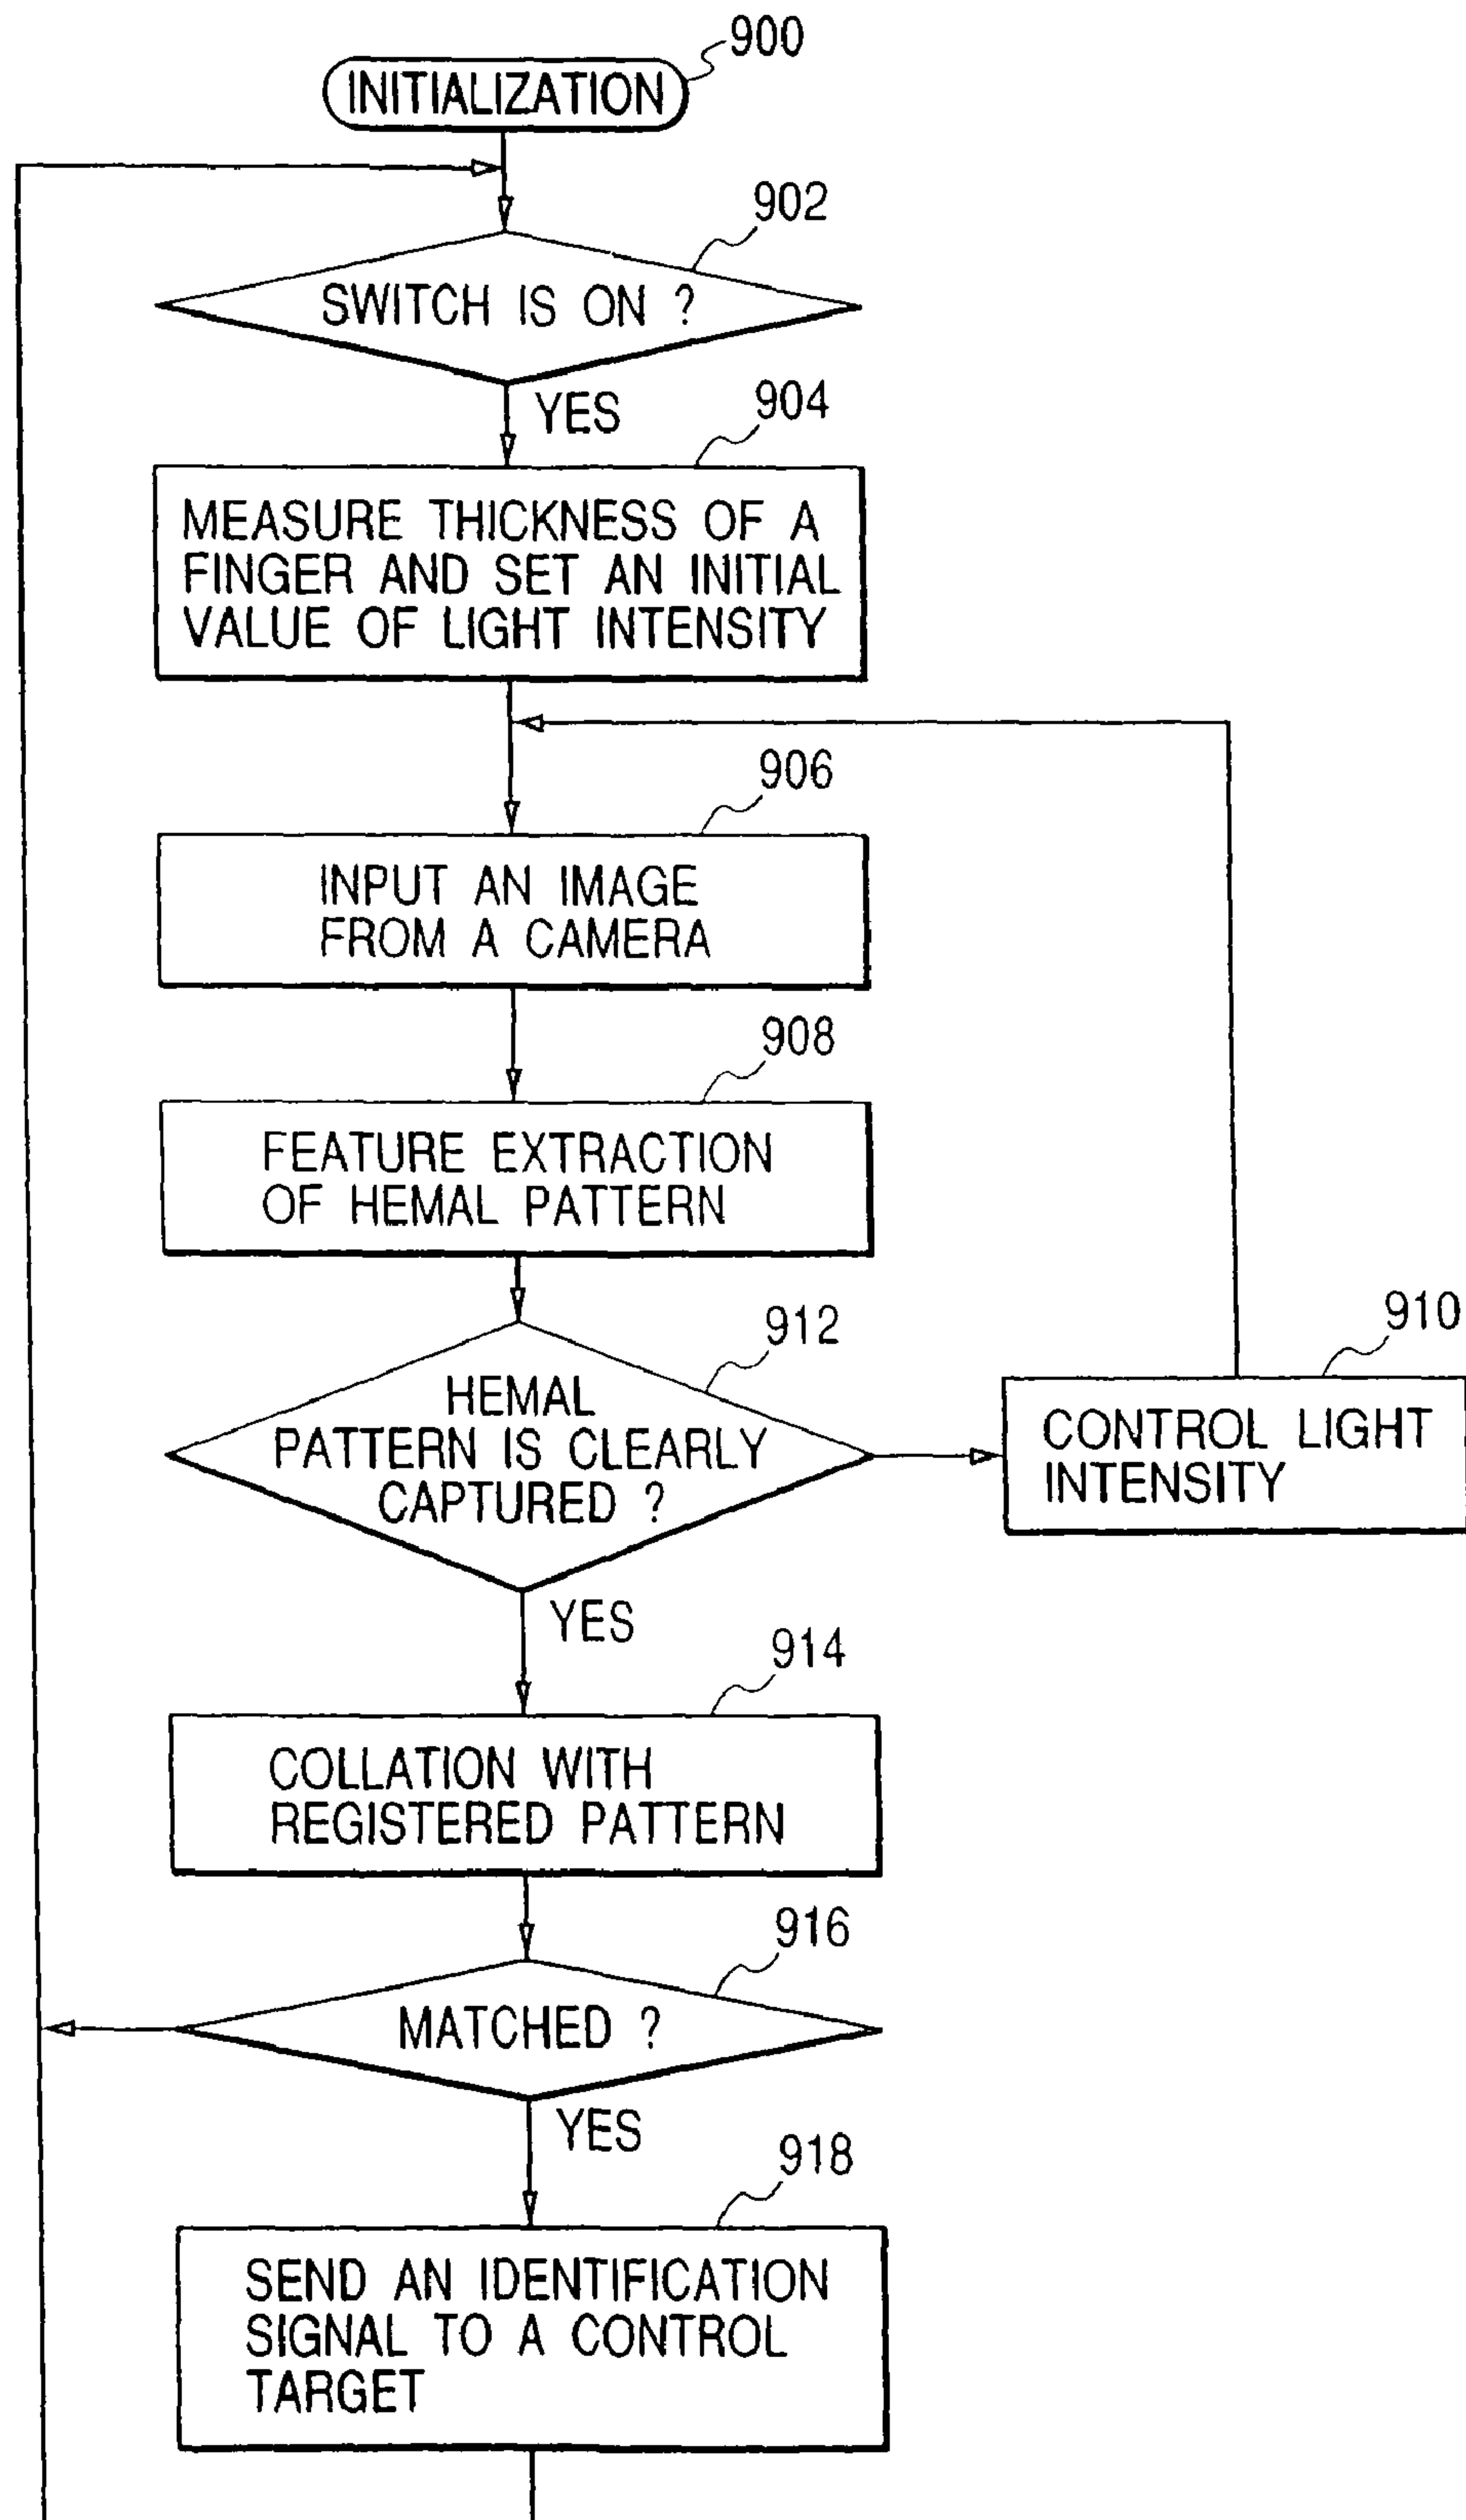 900
INITIALIZATION
902
SWITCH IS ON ?
YES
904
MEASURE THICKNESS OF A
FINGER AND SET AN INITIAL
VALUE OF LIGHT INTENSITY
906
INPUT AN IMAGE
FROM A CAMERA
908
FEATURE EXTRACTION
OF HEMAL PATTERN
912
HEMAL
PATTERN IS CLEARLY
CAPTURED ?
910
CONTROL LIGHT
INTENSITY
YES
914
COLLATION WITH
REGISTERED PATTERN
916
MATCHED ?
YES
918
SEND AN IDENTIFICATION
SIGNAL TO A CONTROL
TARGET